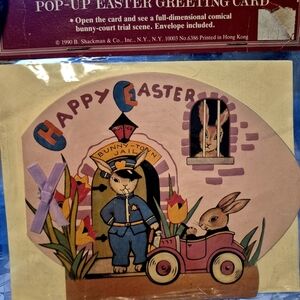 POP-UP EASTER GREETING CARD
• Open the card and see a full-dimensional comical
bunny-court trial scene. Envelope included.
© 1990 B. Shackman & Co., Inc., N.Y., N.Y. 10003 No.6386 Printed in Hong Kong
HAPPY EASTER
BUNNY-TOWN
JAIL